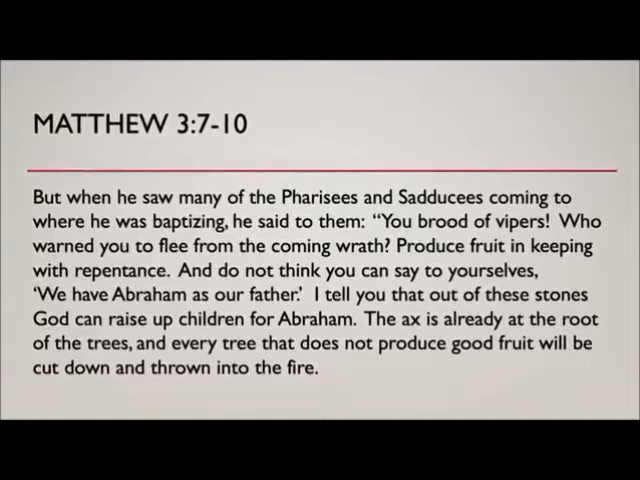 MATTHEW 3:7-10
But when he saw many of the Pharisees and Sadducees coming to
where he was baptizing, he said to them: “You brood of vipers!  Who
warned you to flee from the coming wrath? Produce fruit in keeping
with repentance.  And do not think you can say to yourselves,
‘We have Abraham as our father.’  I tell you that out of these stones
God can raise up children for Abraham.  The ax is already at the root
of the trees, and every tree that does not produce good fruit will be
cut down and thrown into the fire.